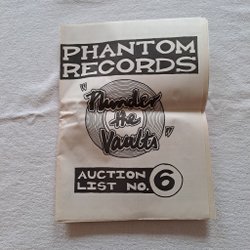 PHANTOM
RECORDS
"Plunder
the
Vaults"
AUCTION
LIST NO. 6